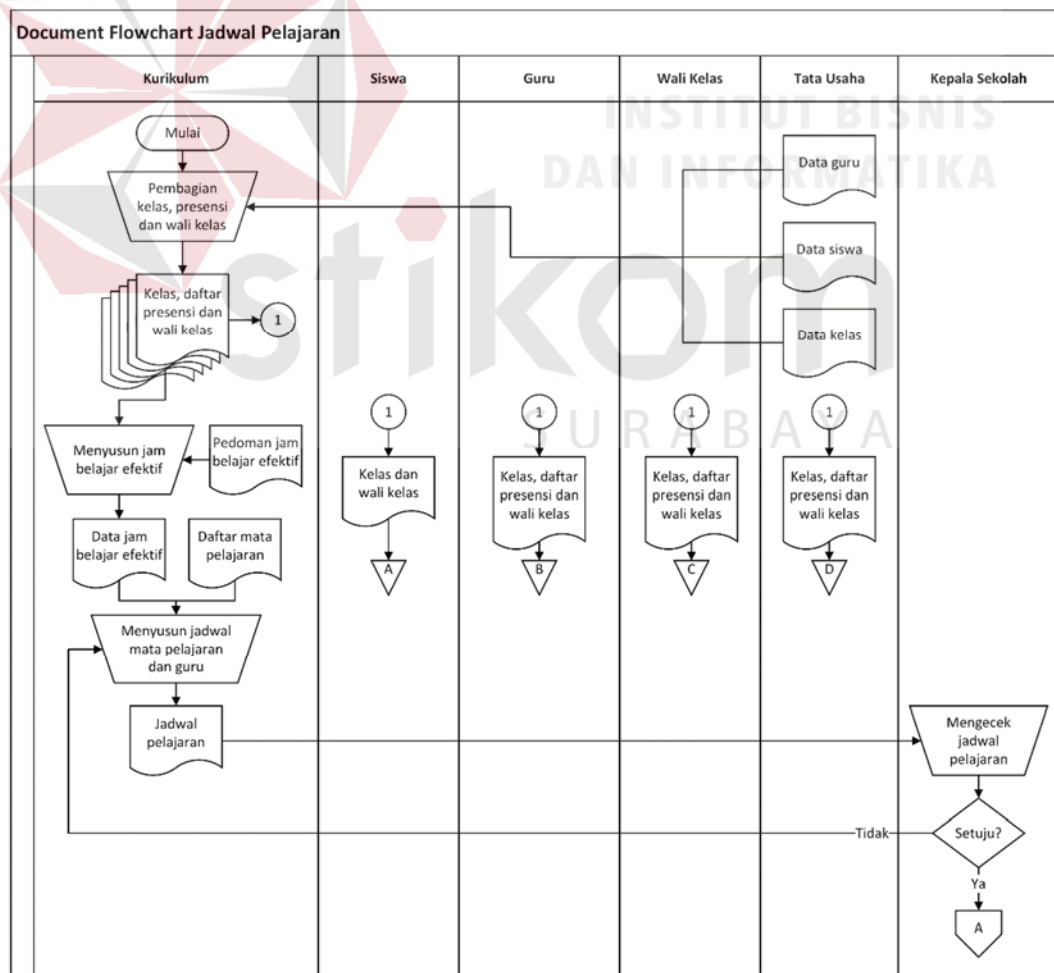 Document Flowchart Jadwal Pelajaran
Kurikulum
Siswa
Guru
Wali Kelas
Tata Usaha
Kepala Sekolah
INSTITUT BISNIS
DAN INFORMATIKA
stikom
SURABAYA
Mulai
Pembagian
kelas, presensi
dan wali kelas
Data guru
Data siswa
Data kelas
Kelas, daftar
presensi dan
wali kelas
1
Menyusun jam
belajar efektif
Pedoman jam
belajar efektif
1
Kelas dan
wali kelas
A
1
Kelas, daftar
presensi dan
wali kelas
B
1
Kelas, daftar
presensi dan
wali kelas
C
1
Kelas, daftar
presensi dan
wali kelas
D
Data jam
belajar efektif
Daftar mata
pelajaran
Menyusun jadwal
mata pelajaran
dan guru
Jadwal
pelajaran
Mengecek
jadwal
pelajaran
Setuju?
Tidak
Ya
A